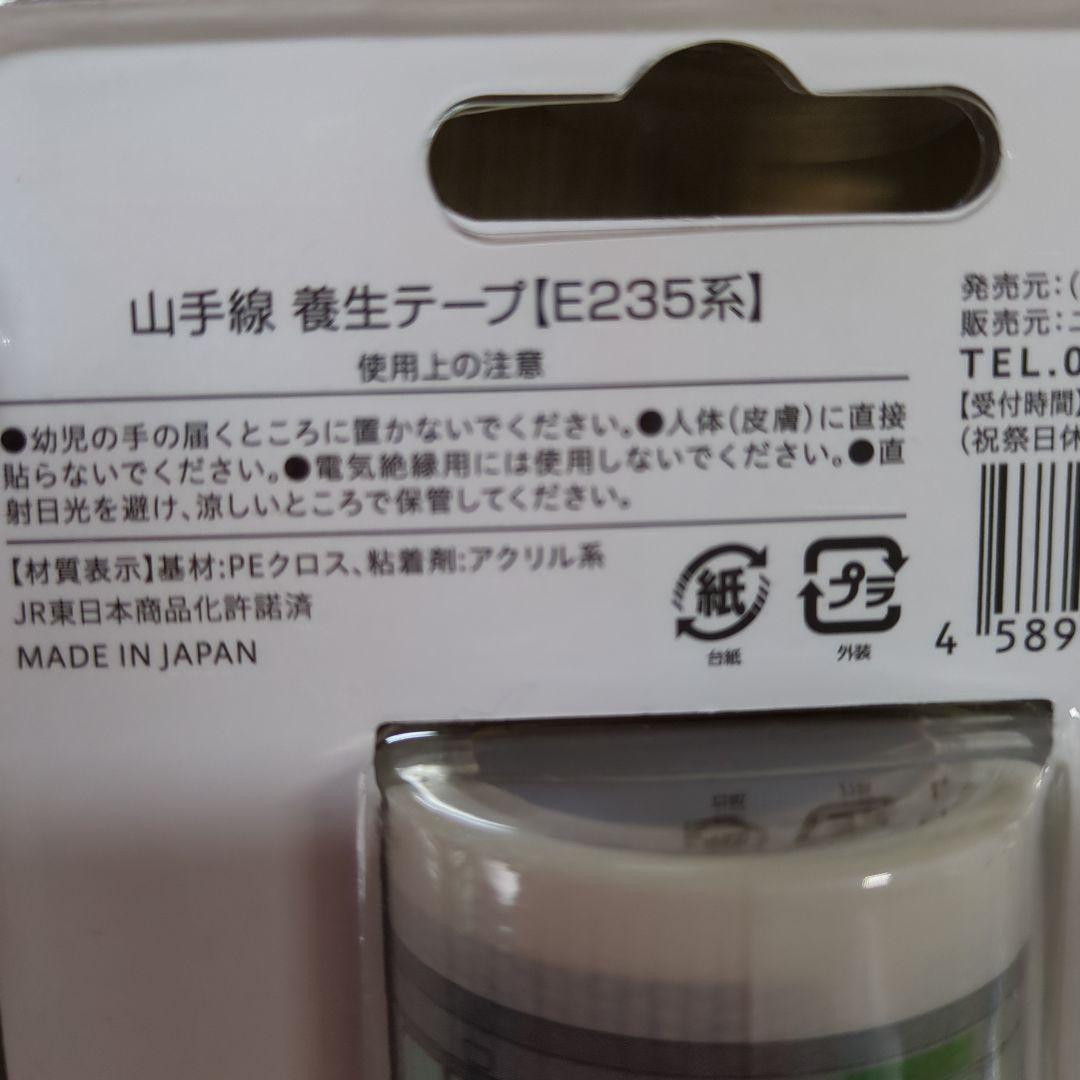 山手線 養生テープ【E235系】
使用上の注意
●幼児の手の届くところに置かないでください。●人体(皮膚)に直接
貼らないでください。●電気絶縁用には使用しないでください。●直
射日光を避け、涼しいところで保管してください。
【材質表示】基材:PEクロス、粘着剤:アクリル系
JR東日本商品化許諾済
MADE IN JAPAN
紙
台紙
プラ
外装
発売元:(
販売元:
TEL.0
【受付時間】
(祝祭日休
4 589